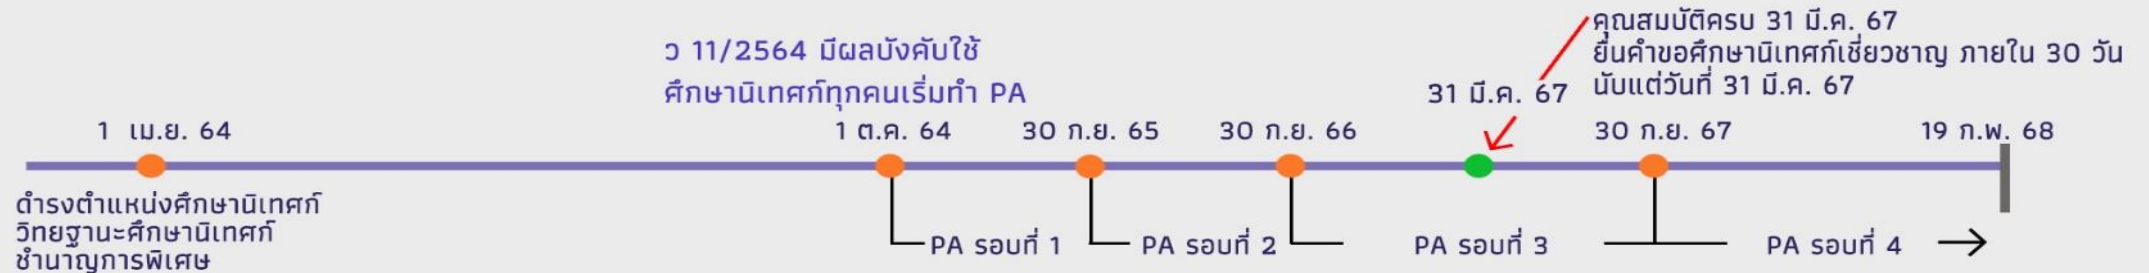 คุณสมบัติครบ 31 มี.ค. 67
ยื่นคำขอศึกษานิเทศก์เชี่ยวชาญ ภายใน 30 วัน
นับแต่วันที่ 31 มี.ค. 67
ว 11/2564 มีผลบังคับใช้
ศึกษานิเทศก์ทุกคนเริ่มทำ PA
31 มี.ค. 67
1 เม.ย. 64
1 ต.ค. 64
30 ก.ย. 65
30 ก.ย. 66
30 ก.ย. 67
19 ก.พ. 68
ดำรงตำแหน่งศึกษานิเทศก์
วิทยฐานะศึกษานิเทศก์
ชำนาญการพิเศษ
PA รอบที่ 1
PA รอบที่ 2
PA รอบที่ 3
PA รอบที่ 4